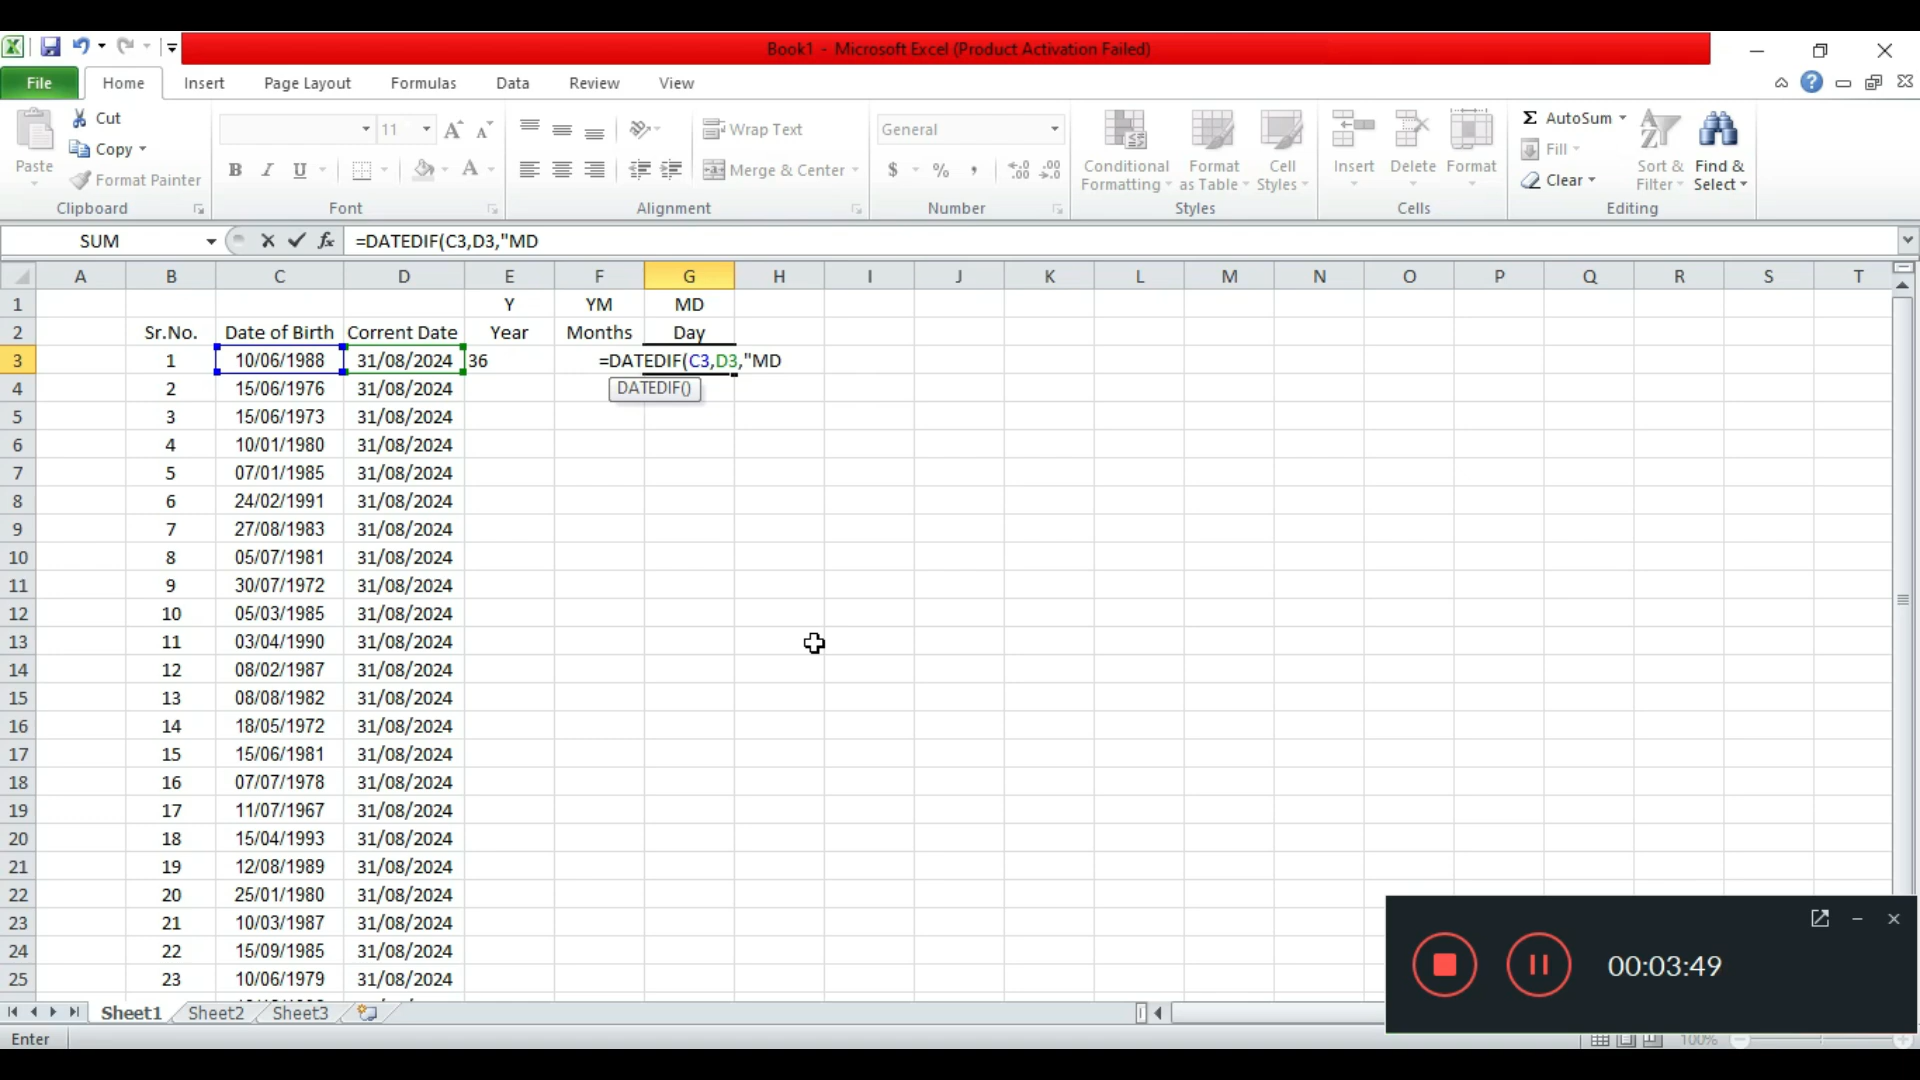 Book1 - Microsoft Excel (Product Activation Failed)
File Home Insert Page Layout Formulas Data Review View
Cut
Copy
Format Painter
Paste
Clipboard
11
B I U
Font
Wrap Text
Merge & Center
Alignment
General
$ % ,
Number
Conditional Formatting
Format as Table
Cell Styles
Styles
Insert
Delete
Format
Cells
Σ AutoSum
Fill
Clear
Sort & Filter
Find & Select
Editing
SUM fx =DATEDIF(C3,D3,"MD
A B C D E F G H I J K L M N O P Q R S T
1 Y YM MD
2 Sr.No. Date of Birth Corrent Date Year Months Day
3 1 10/06/1988 31/08/2024 36 =DATEDIF(C3,D3,"MD
DATEDIF()
4 2 15/06/1976 31/08/2024
5 3 15/06/1973 31/08/2024
6 4 10/01/1980 31/08/2024
7 5 07/01/1985 31/08/2024
8 6 24/02/1991 31/08/2024
9 7 27/08/1983 31/08/2024
10 8 05/07/1981 31/08/2024
11 9 30/07/1972 31/08/2024
12 10 05/03/1985 31/08/2024
13 11 03/04/1990 31/08/2024
14 12 08/02/1987 31/08/2024
15 13 08/08/1982 31/08/2024
16 14 18/05/1972 31/08/2024
17 15 15/06/1981 31/08/2024
18 16 07/07/1978 31/08/2024
19 17 11/07/1967 31/08/2024
20 18 15/04/1993 31/08/2024
21 19 12/08/1989 31/08/2024
22 20 25/01/1980 31/08/2024
23 21 10/03/1987 31/08/2024
24 22 15/09/1985 31/08/2024
25 23 10/06/1979 31/08/2024
00:03:49
Sheet1 Sheet2 Sheet3
Enter
100%